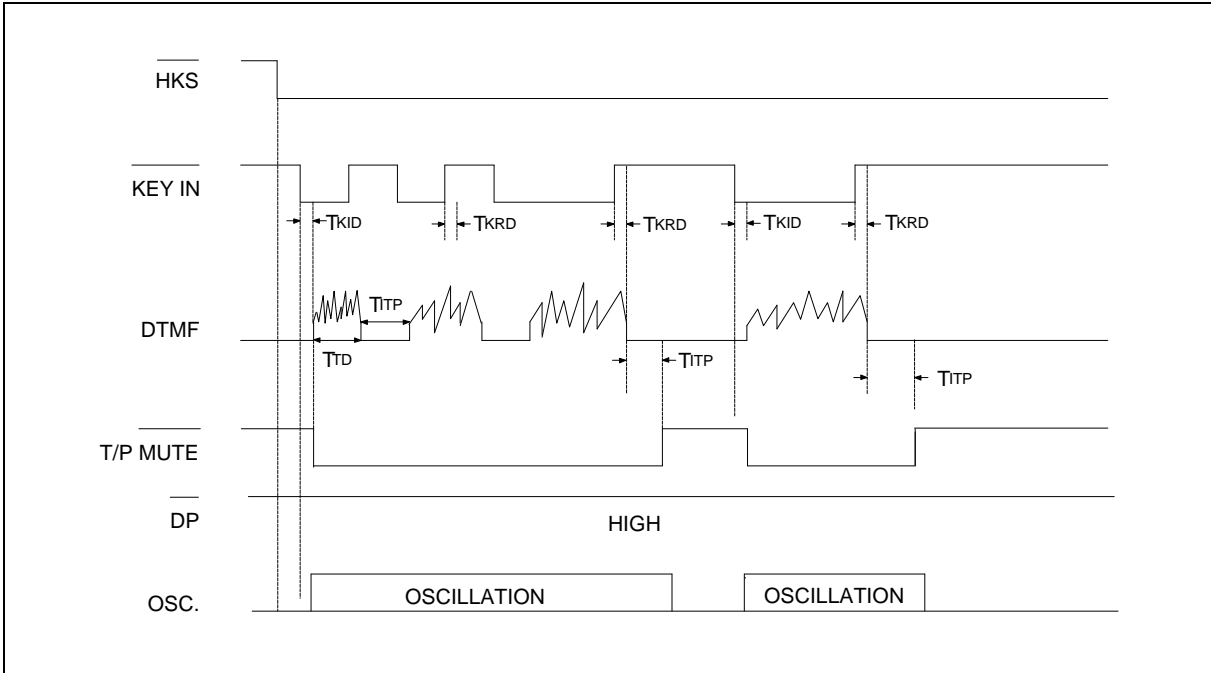 HKS
KEY IN
TKID
TKRD
TKRD
TKID
TKRD
DTMF
TITP
TTD
TITP
TITP
T/P MUTE
DP
HIGH
OSC.
OSCILLATION
OSCILLATION